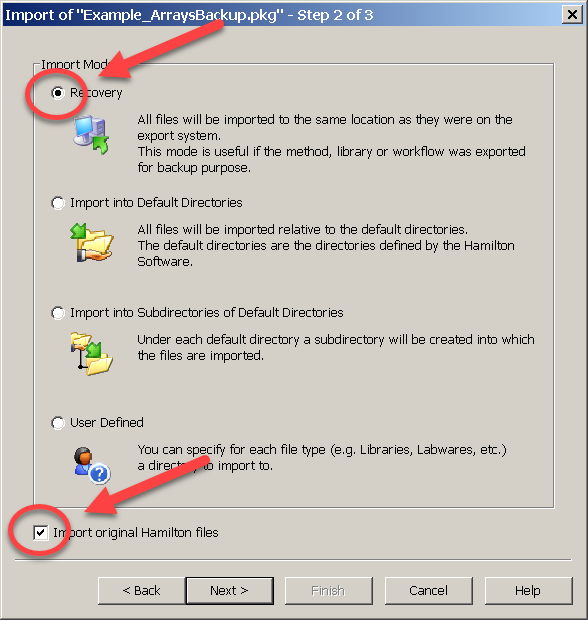 Import of "Example_ArraysBackup.pkg" - Step 2 of 3
Import Mod
Recovery
All files will be imported to the same location as they were on the
export system.
This mode is useful if the method, library or workflow was exported
for backup purpose.
Import into Default Directories
All files will be imported relative to the default directories.
The default directories are the directories defined by the Hamilton
Software.
Import into Subdirectories of Default Directories
Under each default directory a subdirectory will be created into which
the files are imported.
User Defined
You can specify for each file type (e.g. Libraries, Labwares, etc.)
a directory to import to.
Import original Hamilton files
< Back
Next >
Finish
Cancel
Help